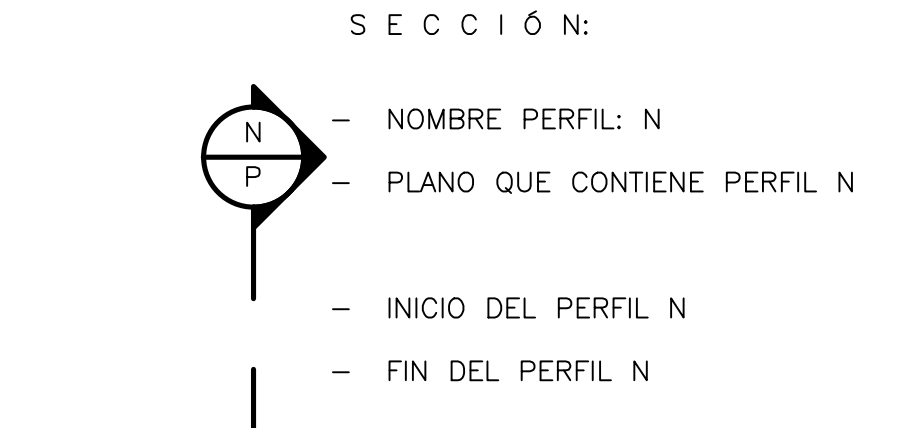 S E C C I Ó N:
N
– NOMBRE PERFIL: N
P
– PLANO QUE CONTIENE PERFIL N
– INICIO DEL PERFIL N
– FIN DEL PERFIL N